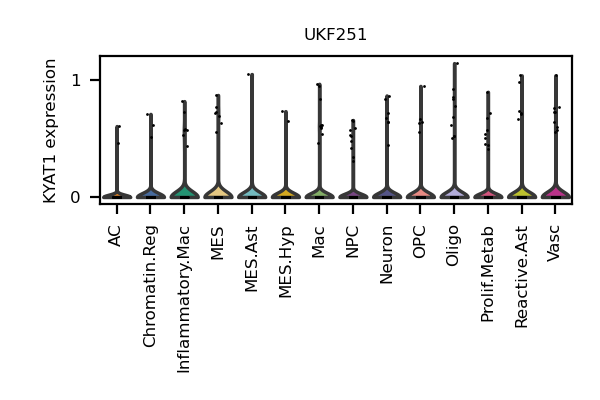 UKF251
KYAT1 expression
1
0
AC
Chromatin.Reg
Inflammatory.Mac
MES
MES.Ast
MES.Hyp
Mac
NPC
Neuron
OPC
Oligo
Prolif.Metab
Reactive.Ast
Vasc